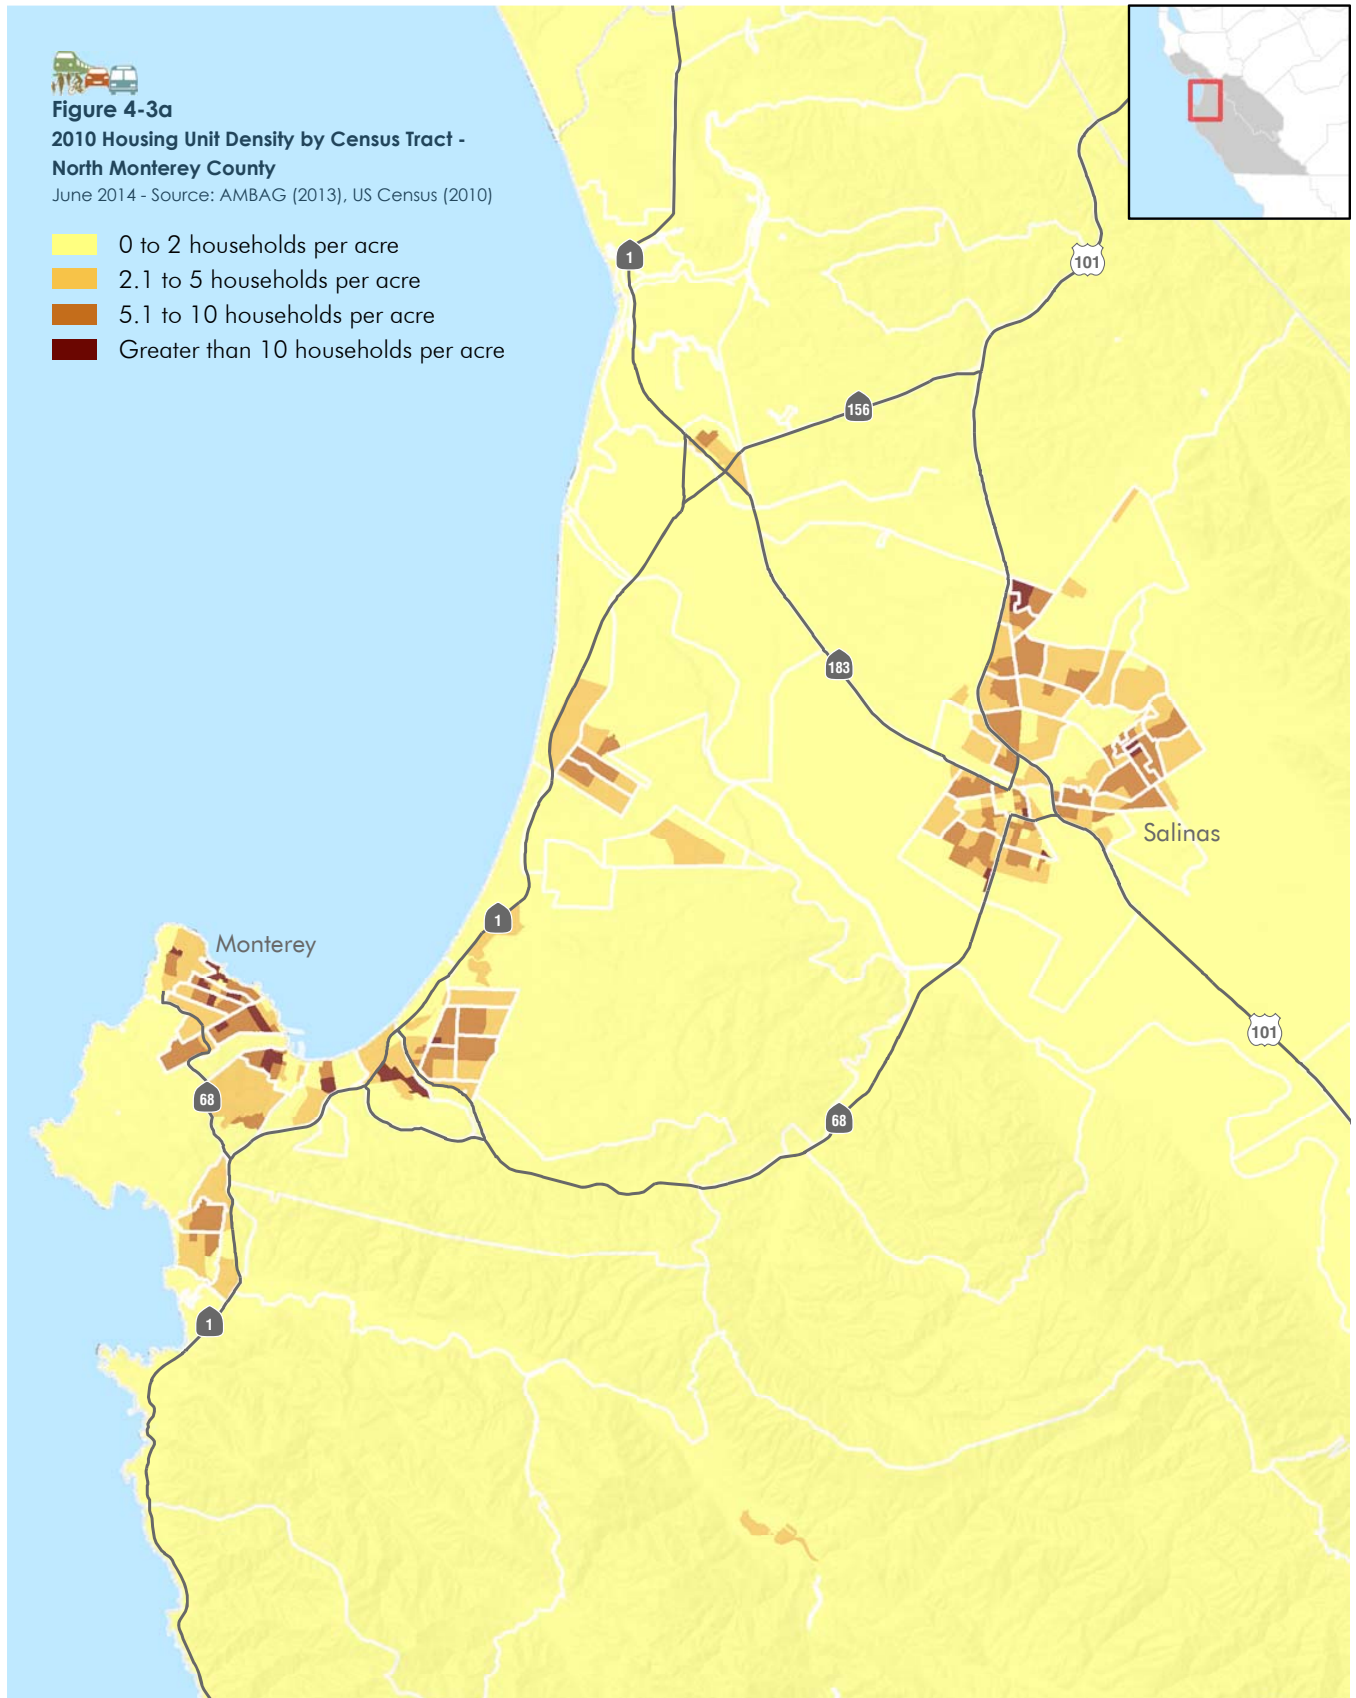 Figure 4-3a
2010 Housing Unit Density by Census Tract -
North Monterey County
June 2014 - Source: AMBAG (2013), US Census (2010)
0 to 2 households per acre
2.1 to 5 households per acre
5.1 to 10 households per acre
Greater than 10 households per acre
1
101
156
183
Salinas
1
Monterey
101
68
68
1